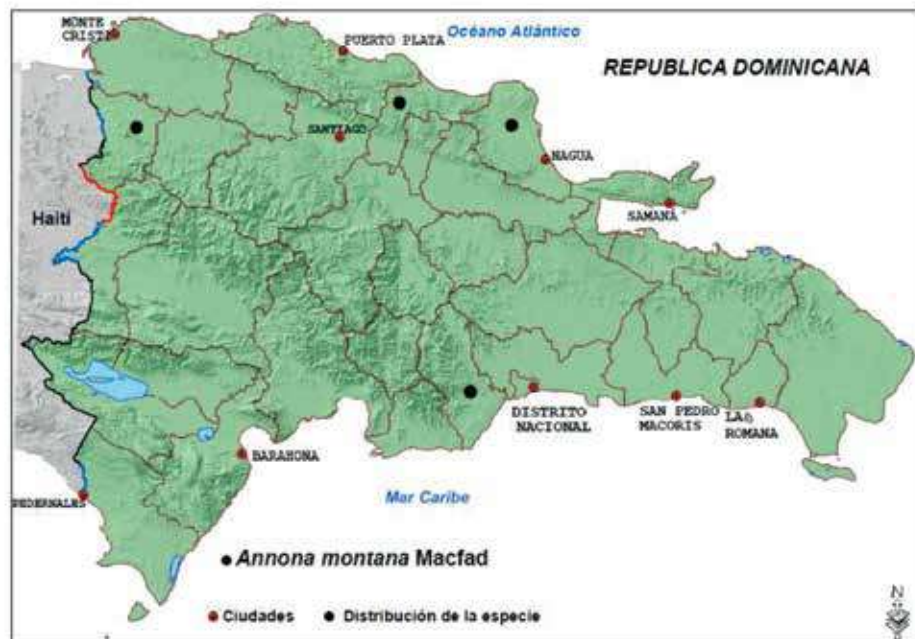 MONTE
CRISTI
PUERTO PLATA
Océano Atlántico
REPUBLICA DOMINICANA
SANTIAGO
NAGUA
Haití
SAMANÁ
DISTRITO
NACIONAL
SAN PEDRO
MACORIS
LA
ROMANA
BARAHONA
PEDERNALES
Mar Caribe
Annona montana Macfad
Ciudades
Distribución de la especie
N